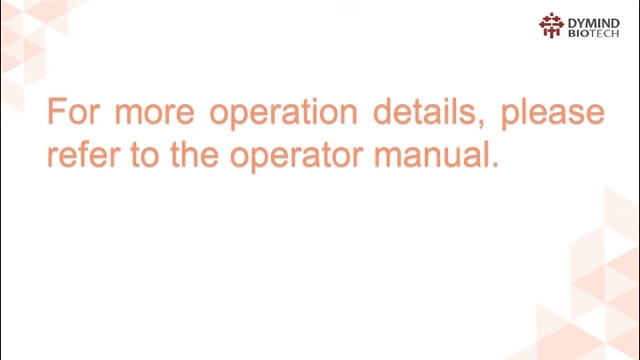 DYMIND
BIOTECH
For more operation details, please
refer to the operator manual.